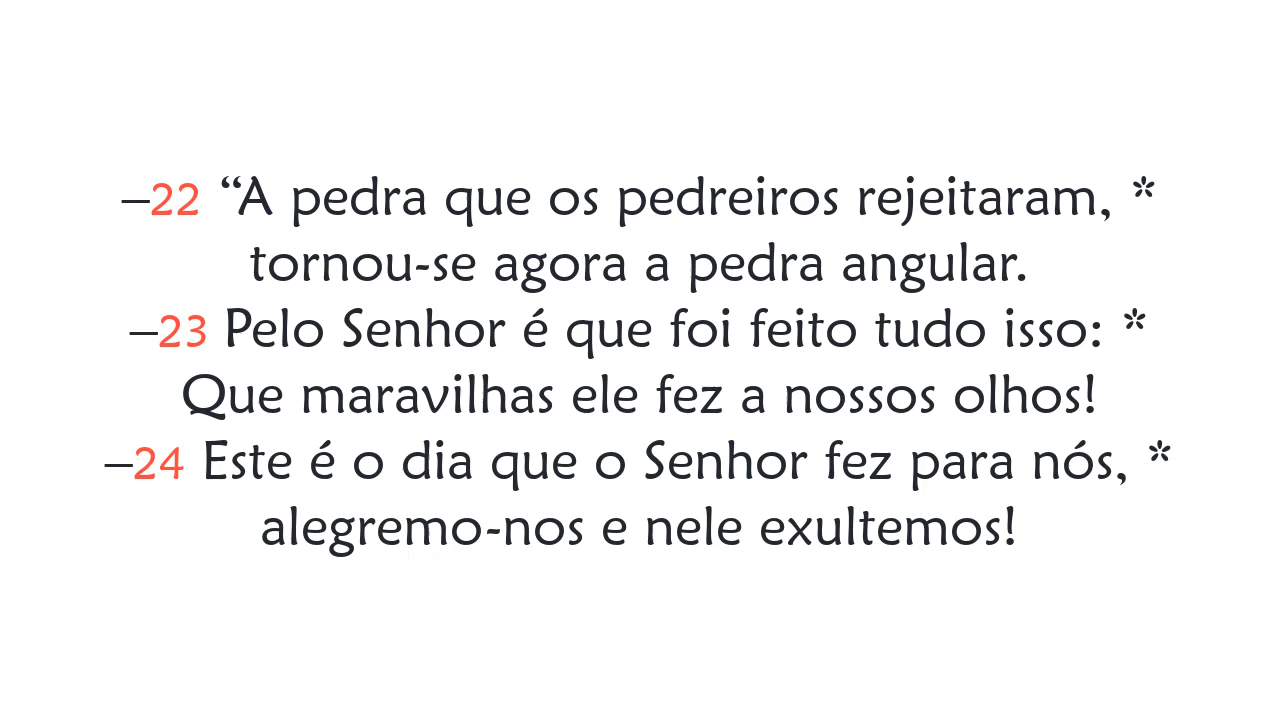 –22 “A pedra que os pedreiros rejeitaram, *
tornou-se agora a pedra angular.
–23 Pelo Senhor é que foi feito tudo isso: *
Que maravilhas ele fez a nossos olhos!
–24 Este é o dia que o Senhor fez para nós, *
alegremo-nos e nele exultemos!